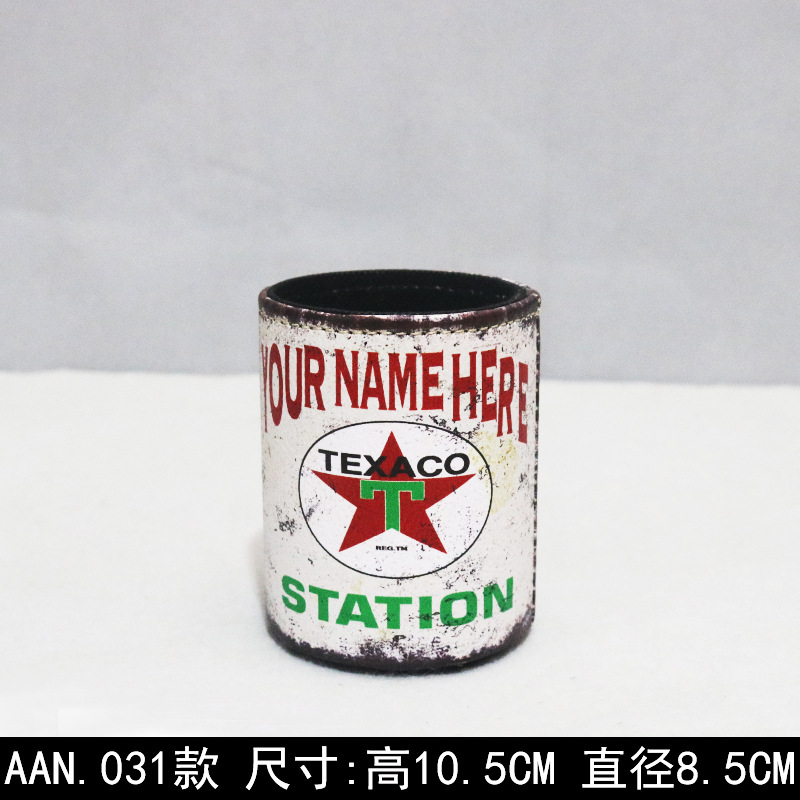 YOUR NAME HERE
TEXACO
T
REG.TM
STATION
AAN.031款 尺寸:高10.5CM 直径8.5CM